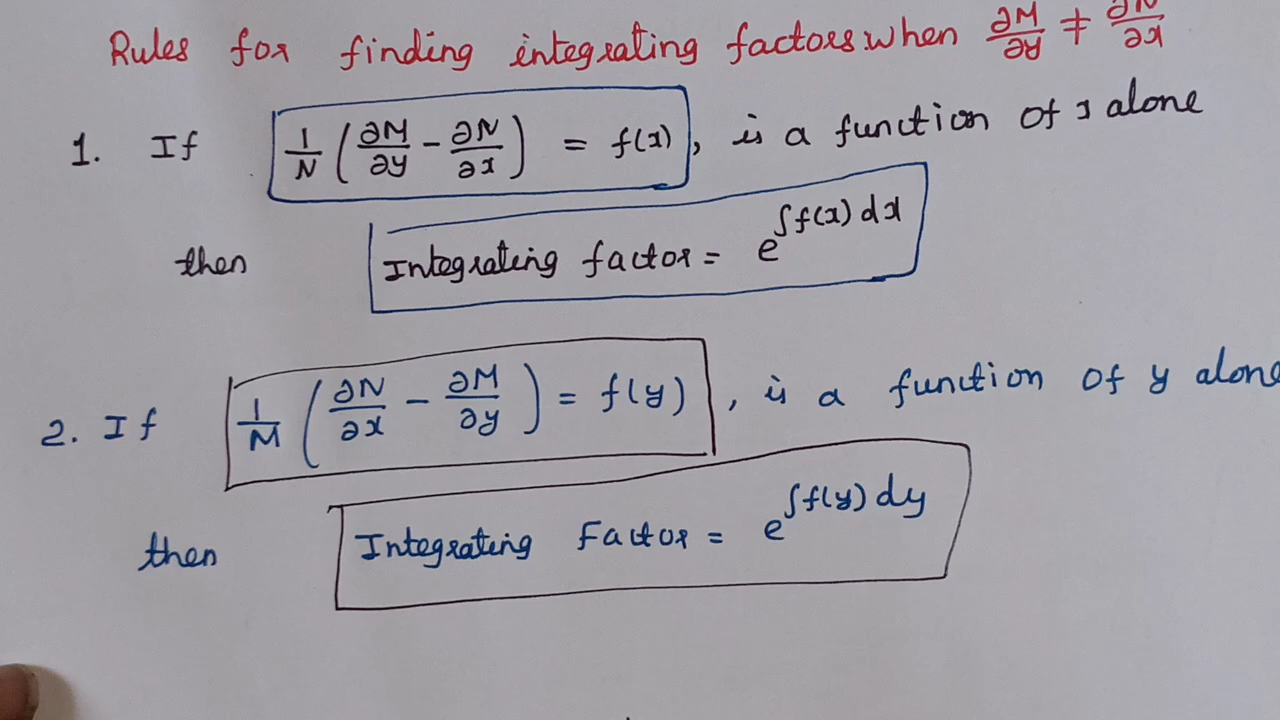 Rules for finding integrating factors when ∂M/∂y ≠ ∂N/∂x
1. If 1/N (∂M/∂y - ∂N/∂x) = f(x), is a function of x alone
then Integrating factor = e^∫f(x) dx
2. If 1/M (∂N/∂x - ∂M/∂y) = f(y), is a function of y alone
then Integrating Factor = e^∫f(y) dy